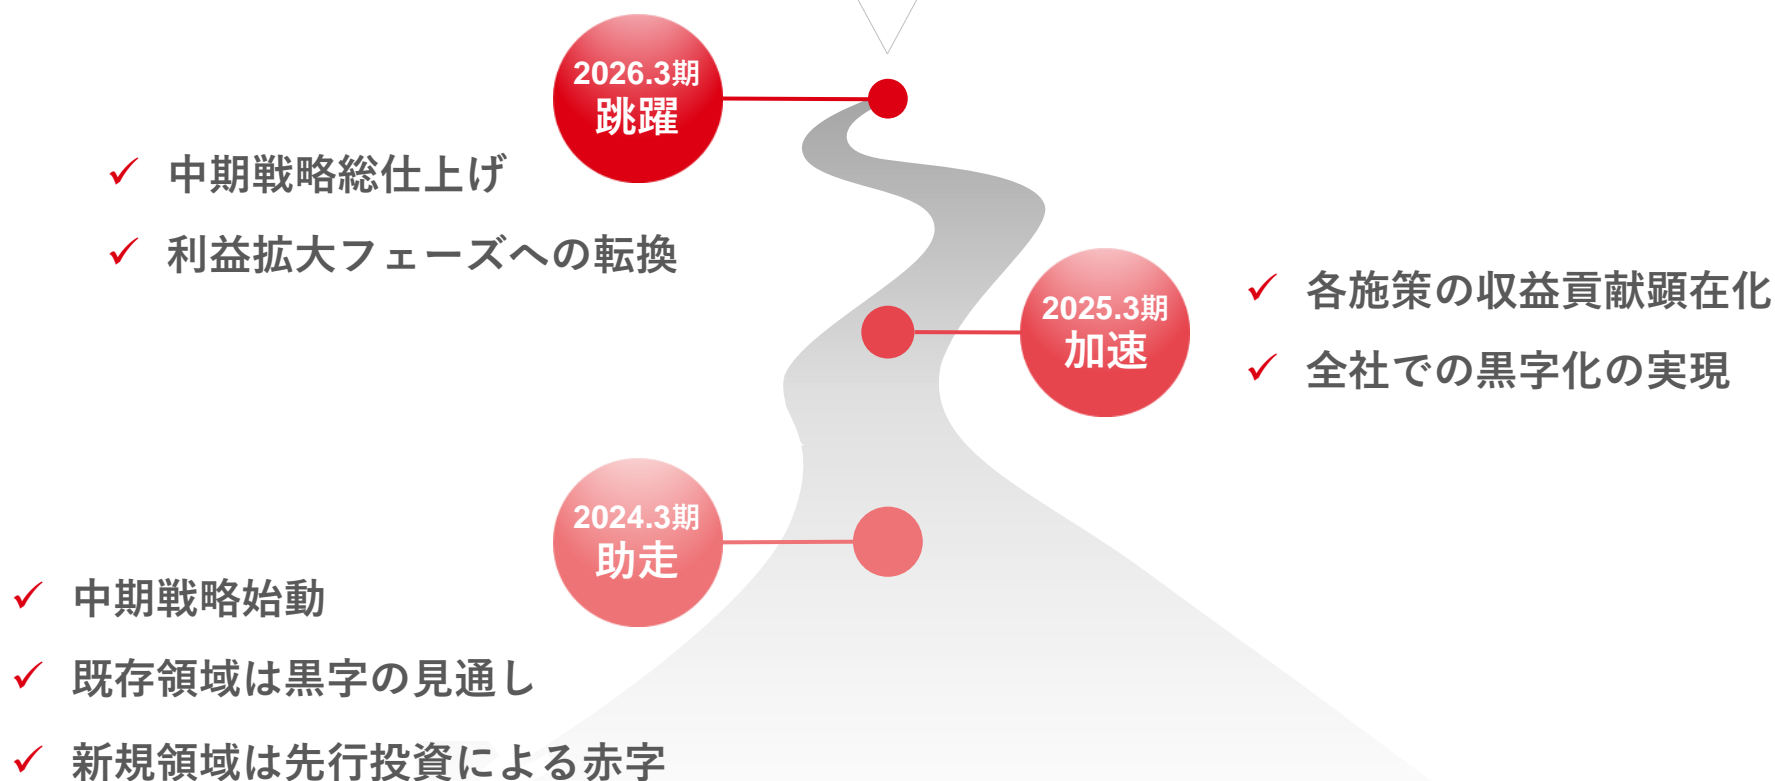 2026.3期
跳躍
中期戦略総仕上げ
利益拡大フェーズへの転換
2025.3期
加速
各施策の収益貢献顕在化
全社での黒字化の実現
2024.3期
助走
中期戦略始動
既存領域は黒字の見通し
新規領域は先行投資による赤字